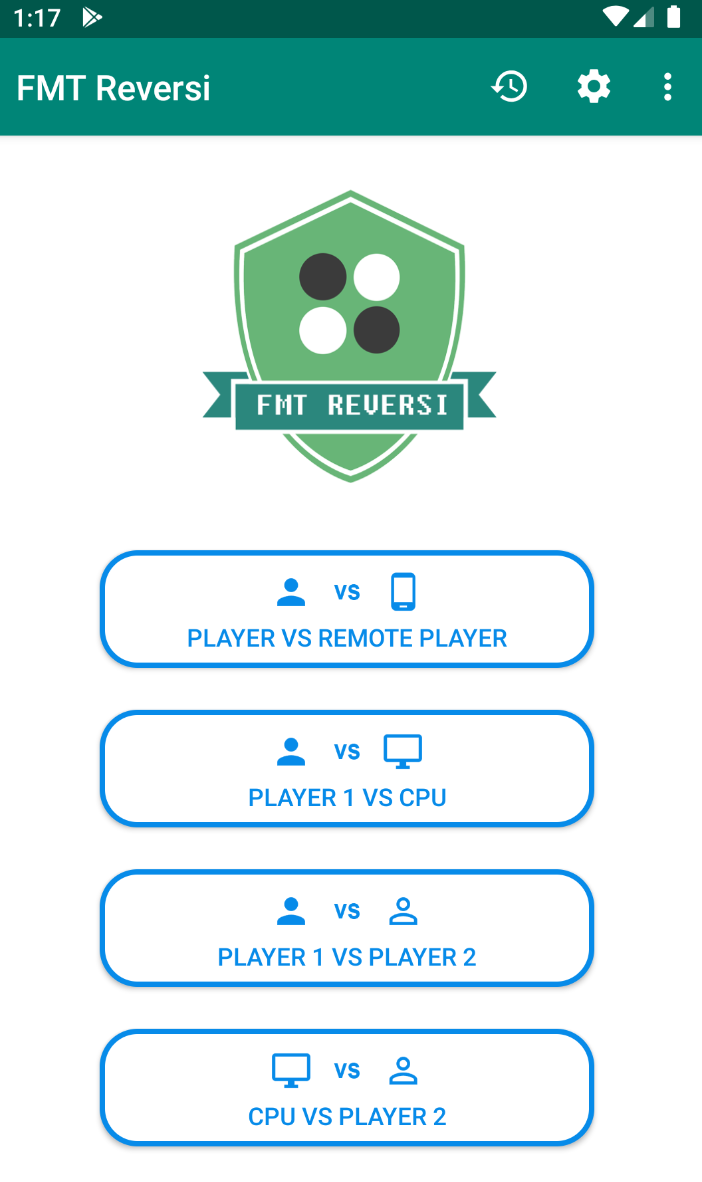 1:17
FMT Reversi
FMT REVERSI
VS
PLAYER VS REMOTE PLAYER
VS
PLAYER 1 VS CPU
VS
PLAYER 1 VS PLAYER 2
VS
CPU VS PLAYER 2